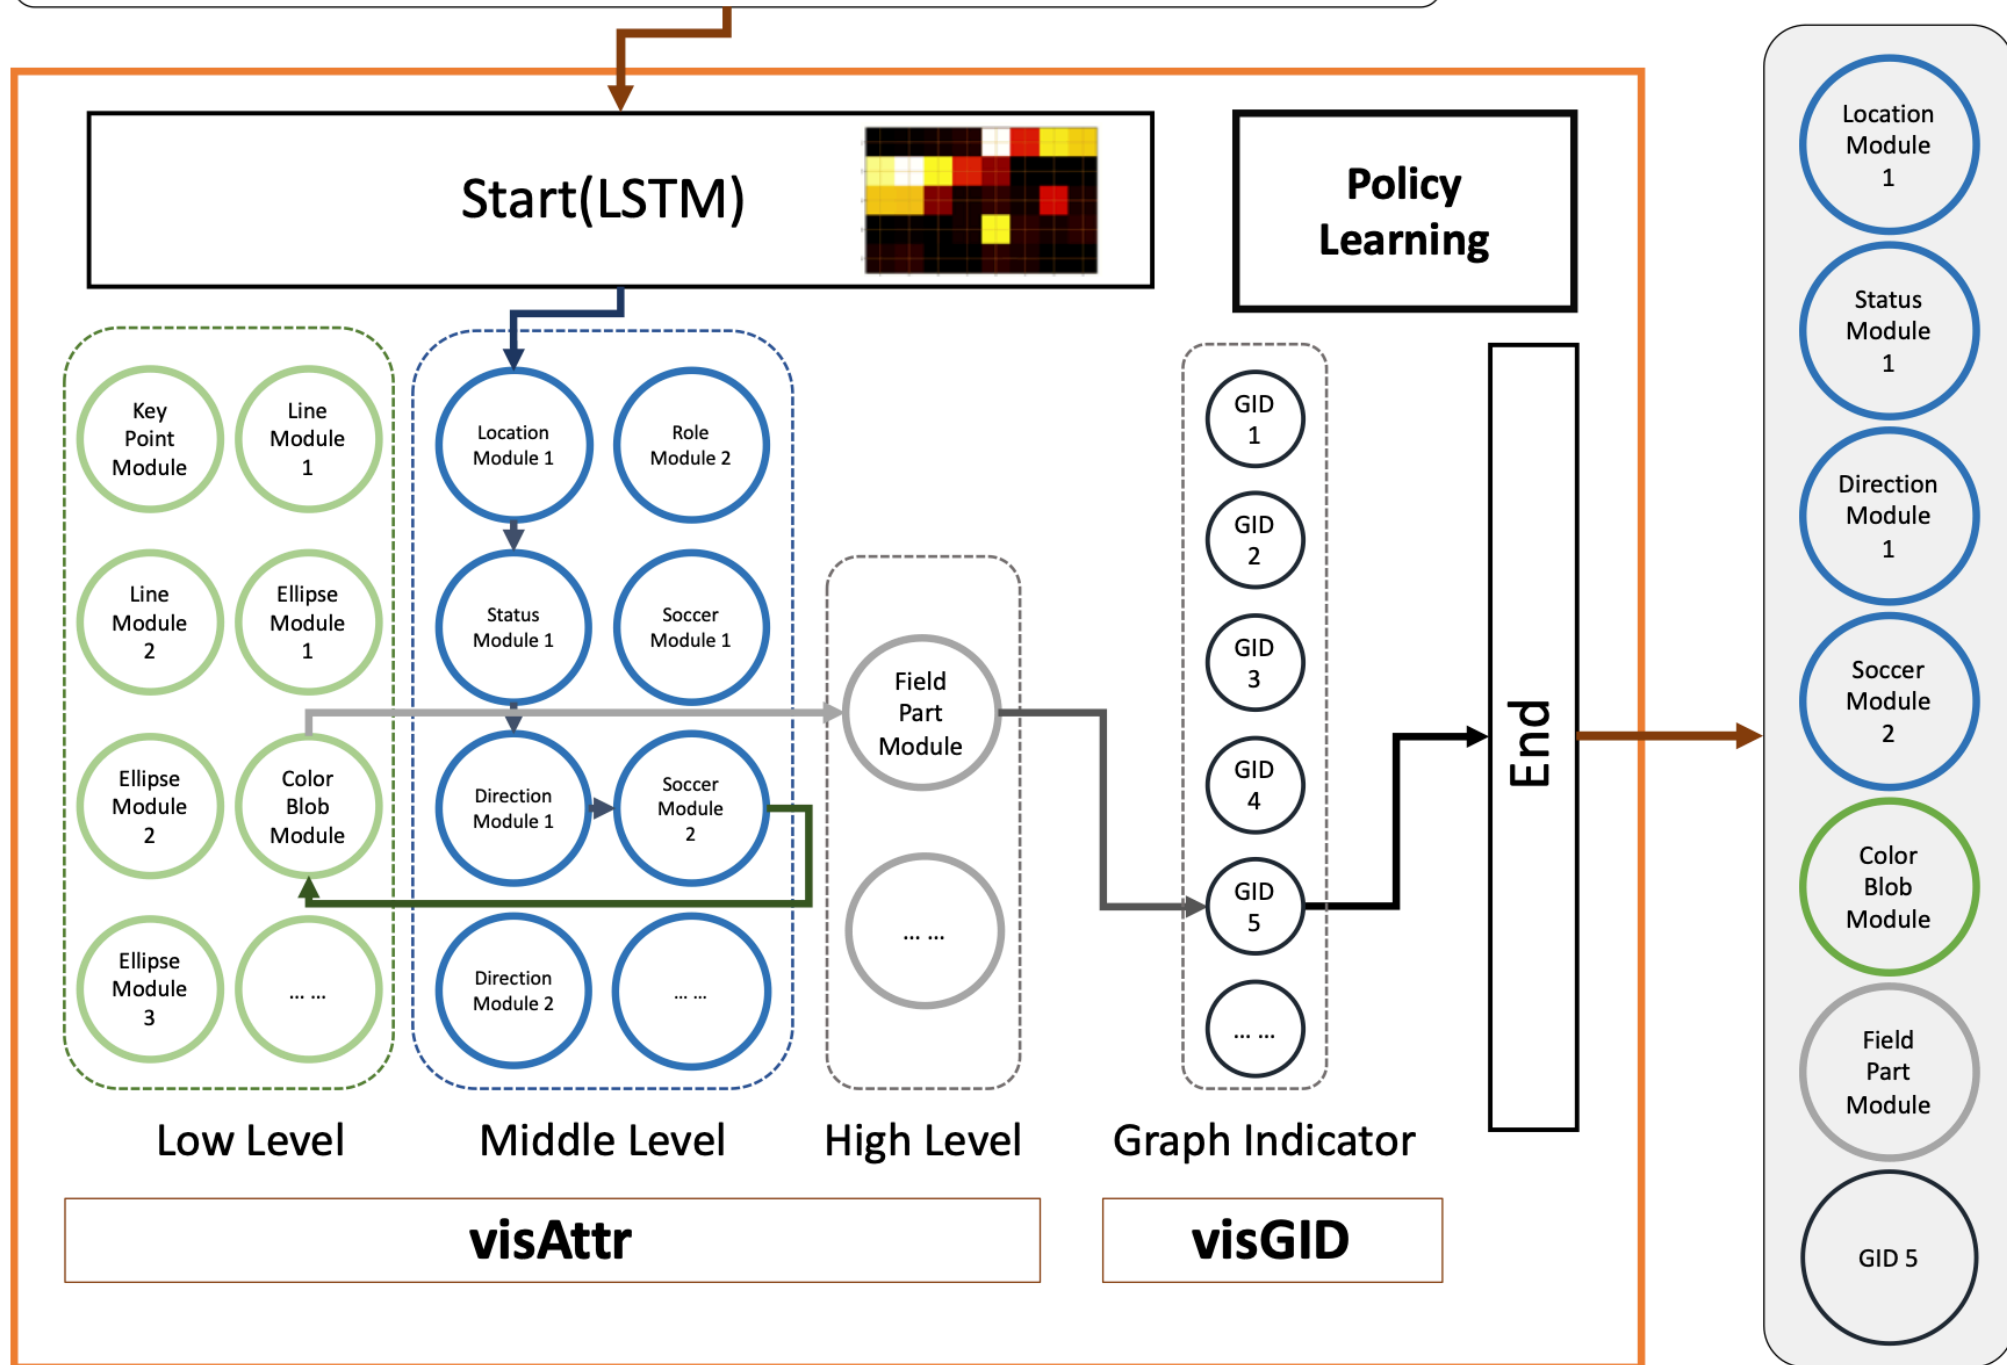 Start(LSTM)
Policy
Learning
Key
Point
Module
Line
Module
1
Line
Module
2
Ellipse
Module
1
Ellipse
Module
2
Color
Blob
Module
Ellipse
Module
3
... ...
Low Level
Location
Module 1
Role
Module 2
Status
Module 1
Soccer
Module 1
Direction
Module 1
Soccer
Module
2
Direction
Module 2
... ...
Middle Level
Field
Part
Module
... ...
High Level
GID
1
GID
2
GID
3
GID
4
GID
5
... ...
Graph Indicator
End
visAttr
visGID
Location
Module
1
Status
Module
1
Direction
Module
1
Soccer
Module
2
Color
Blob
Module
Field
Part
Module
GID 5